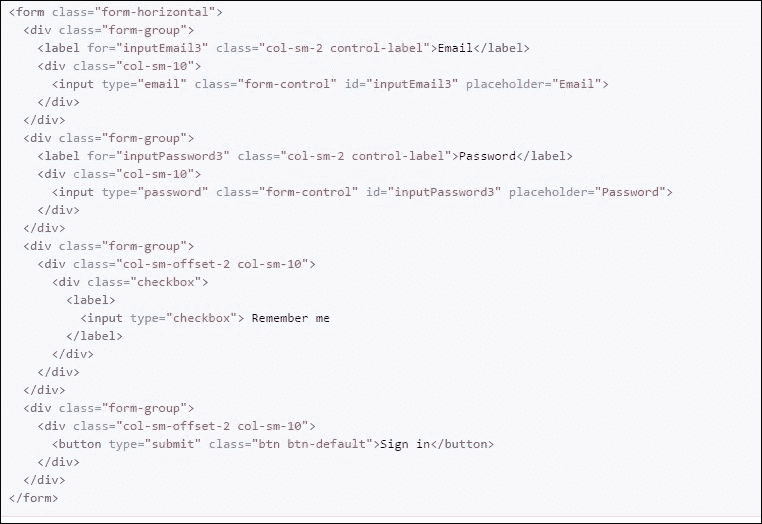 <form class="form-horizontal">
  <div class="form-group">
    <label for="inputEmail3" class="col-sm-2 control-label">Email</label>
    <div class="col-sm-10">
      <input type="email" class="form-control" id="inputEmail3" placeholder="Email">
    </div>
  </div>
  <div class="form-group">
    <label for="inputPassword3" class="col-sm-2 control-label">Password</label>
    <div class="col-sm-10">
      <input type="password" class="form-control" id="inputPassword3" placeholder="Password">
    </div>
  </div>
  <div class="form-group">
    <div class="col-sm-offset-2 col-sm-10">
      <div class="checkbox">
        <label>
          <input type="checkbox"> Remember me
        </label>
      </div>
    </div>
  </div>
  <div class="form-group">
    <div class="col-sm-offset-2 col-sm-10">
      <button type="submit" class="btn btn-default">Sign in</button>
    </div>
  </div>
</form>